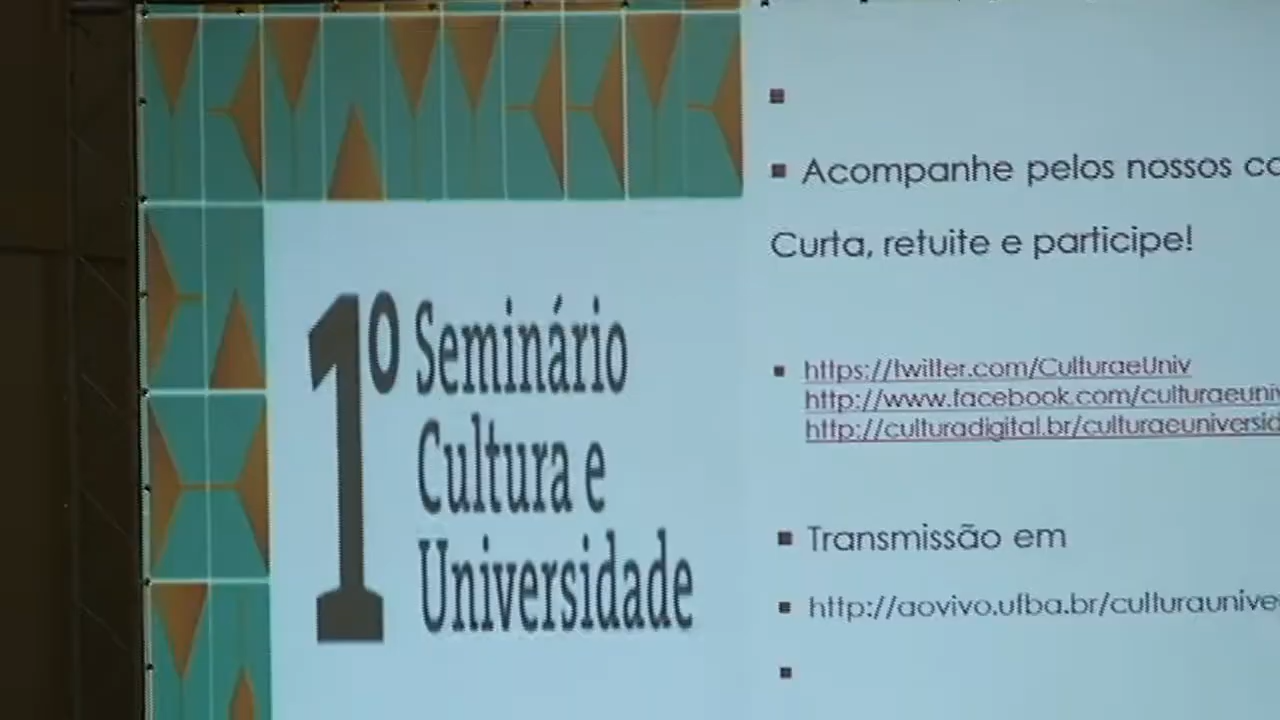 1º Seminário
Cultura e
Universidade
Acompanhe pelos nossos
Curta, retuite e participe!
https://twitter.com/CulturaeUniv
http://www.facebook.com/culturaeuniv
http://culturadigital.br/culturaeuniversid
Transmissão em
http://aovivo.ufba.br/culturaunive